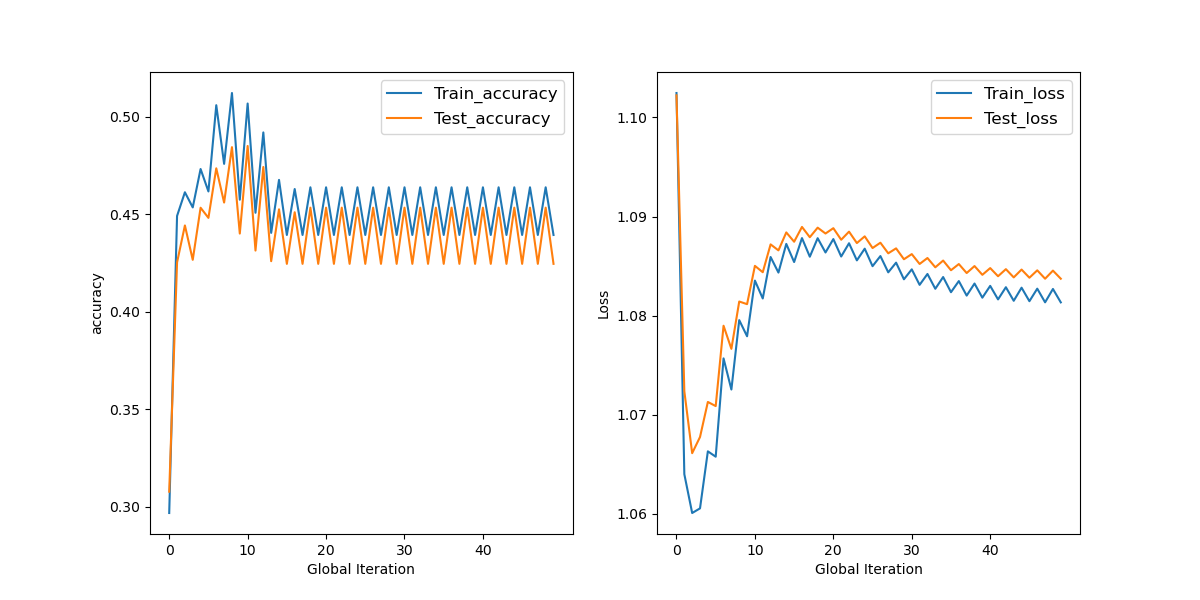 Train_accuracy
Test_accuracy
0.50
0.45
0.40
0.35
0.30
accuracy
0 10 20 30 40
Global Iteration
Train_loss
Test_loss
1.10
1.09
1.08
1.07
1.06
Loss
0 10 20 30 40
Global Iteration